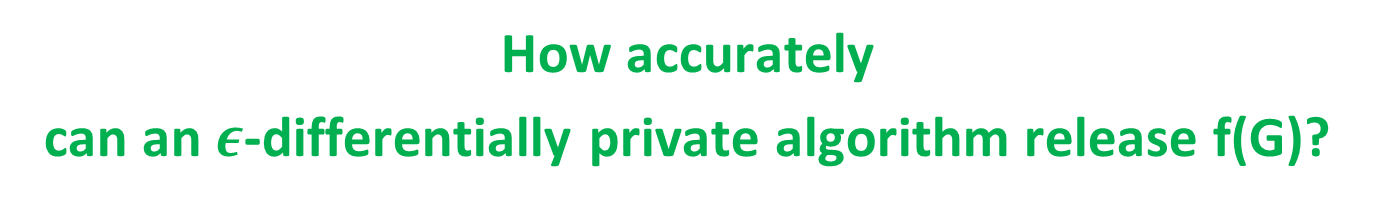 How accurately
can an ϵ-differentially private algorithm release f(G)?